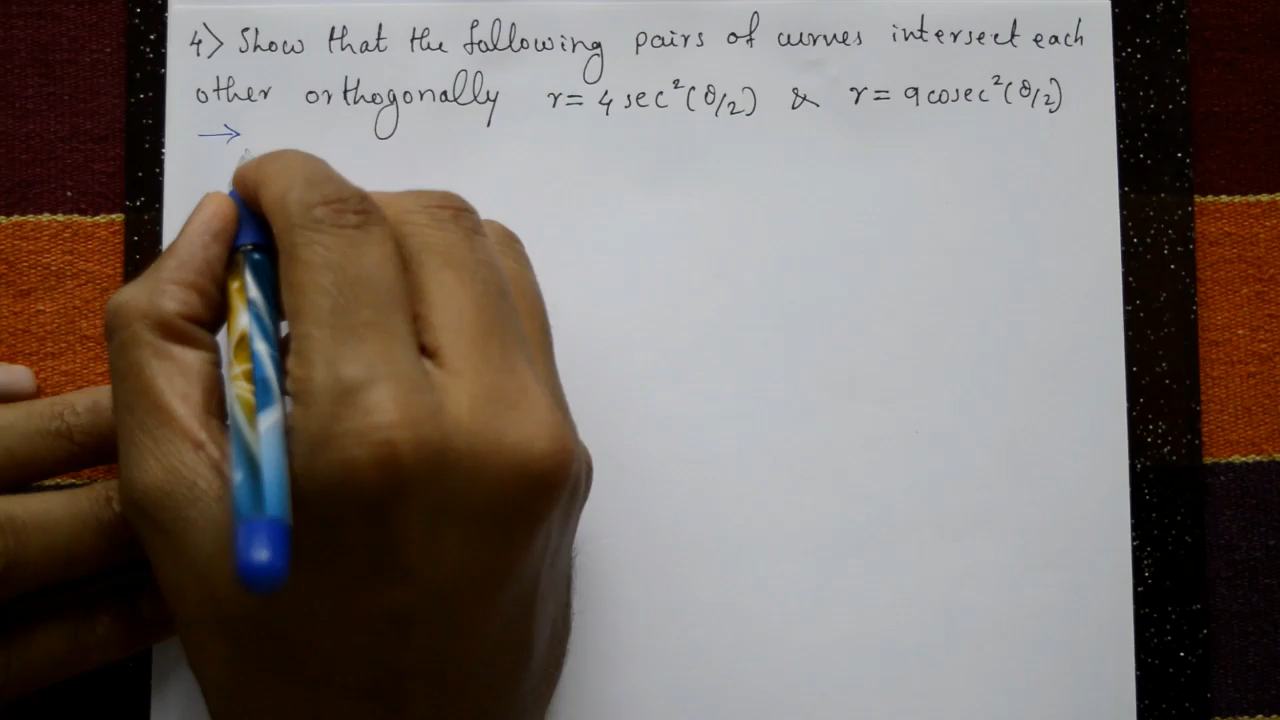 4) Show that the following pairs of curves intersect each
other orthogonally r = 4 sec²(θ/2) & r = 9 cosec²(θ/2)
→